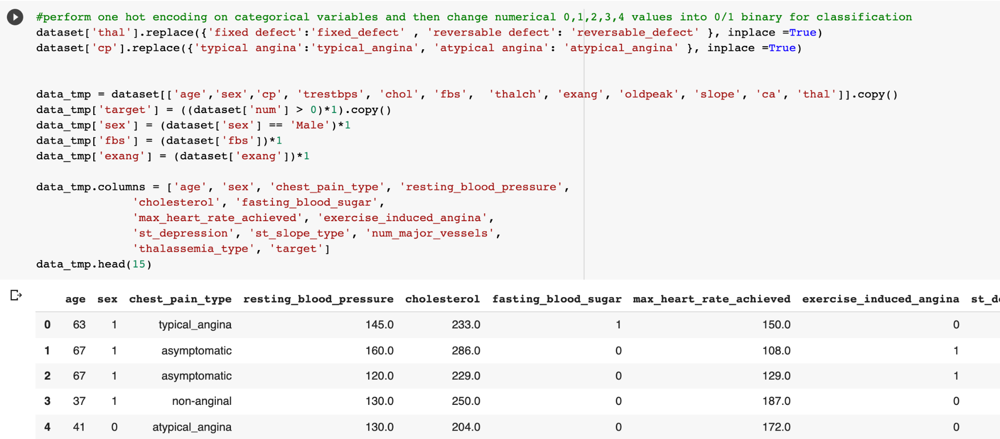 #perform one hot encoding on categorical variables and then change numerical 0,1,2,3,4 values into 0/1 binary for classification
dataset['thal'].replace({'fixed defect':'fixed_defect' , 'reversable defect': 'reversable_defect' }, inplace =True)
dataset['cp'].replace({'typical angina':'typical_angina', 'atypical angina': 'atypical_angina' }, inplace =True)
data_tmp = dataset[['age','sex','cp', 'trestbps', 'chol', 'fbs',  'thalch', 'exang', 'oldpeak', 'slope', 'ca', 'thal']].copy()
data_tmp['target'] = ((dataset['num'] > 0)*1).copy()
data_tmp['sex'] = (dataset['sex'] == 'Male')*1
data_tmp['fbs'] = (dataset['fbs'])*1
data_tmp['exang'] = (dataset['exang'])*1
data_tmp.columns = ['age', 'sex', 'chest_pain_type', 'resting_blood_pressure',
'cholesterol', 'fasting_blood_sugar',
'max_heart_rate_achieved', 'exercise_induced_angina',
'st_depression', 'st_slope_type', 'num_major_vessels',
'thalassemia_type', 'target']
data_tmp.head(15)
age sex chest_pain_type resting_blood_pressure cholesterol fasting_blood_sugar max_heart_rate_achieved exercise_induced_angina
0 63 1 typical_angina 145.0 233.0 1 150.0 0
1 67 1 asymptomatic 160.0 286.0 0 108.0 1
2 67 1 asymptomatic 120.0 229.0 0 129.0 1
3 37 1 non-anginal 130.0 250.0 0 187.0 0
4 41 0 atypical_angina 130.0 204.0 0 172.0 0